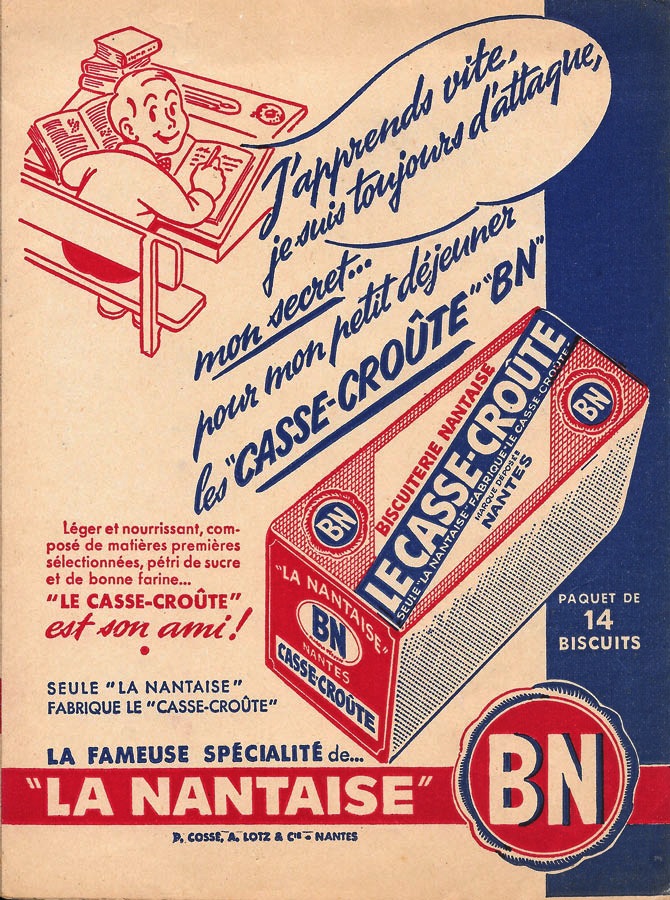 J'apprends vite,
je suis toujours d'attaque,
mon secret...
pour mon petit déjeuner
les "CASSE-CROÛTE" "BN"
BN
BISCUITERIE NANTAISE
LE CASSE-CROÛTE
SEULE "LA NANTAISE" FABRIQUE "LE CASSE-CROÛTE"
MARQUE DÉPOSÉE
NANTES
BN
"LA NANTAISE"
BN
NANTES
CASSE-CROÛTE
Léger et nourrissant, com-
posé de matières premières
sélectionnées, pétri de sucre
et de bonne farine...
"LE CASSE-CROÛTE"
est son ami!
PAQUET DE
14
BISCUITS
SEULE "LA NANTAISE"
FABRIQUE LE "CASSE-CROÛTE"
LA FAMEUSE SPÉCIALITÉ de...
"LA NANTAISE"
BN
P. COSSÉ, A. LOTZ & Cie - NANTES